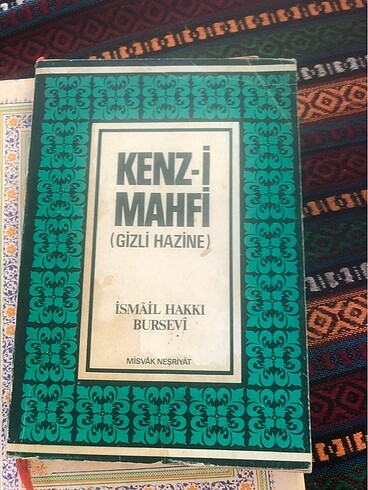 KENZ-İ
MAHFİ
(GİZLİ HAZİNE)
İSMÂİL HAKKI
BURSEVÎ
MİSVÂK NEŞRİYÂT